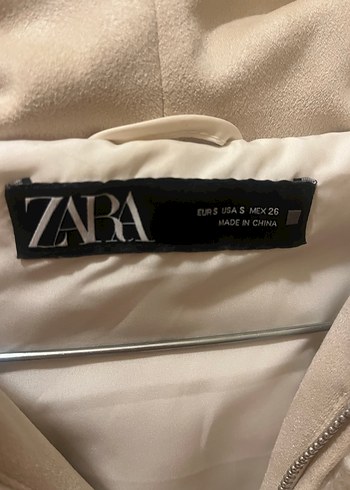 ZARA
EUR S USA S MEX 26
MADE IN CHINA